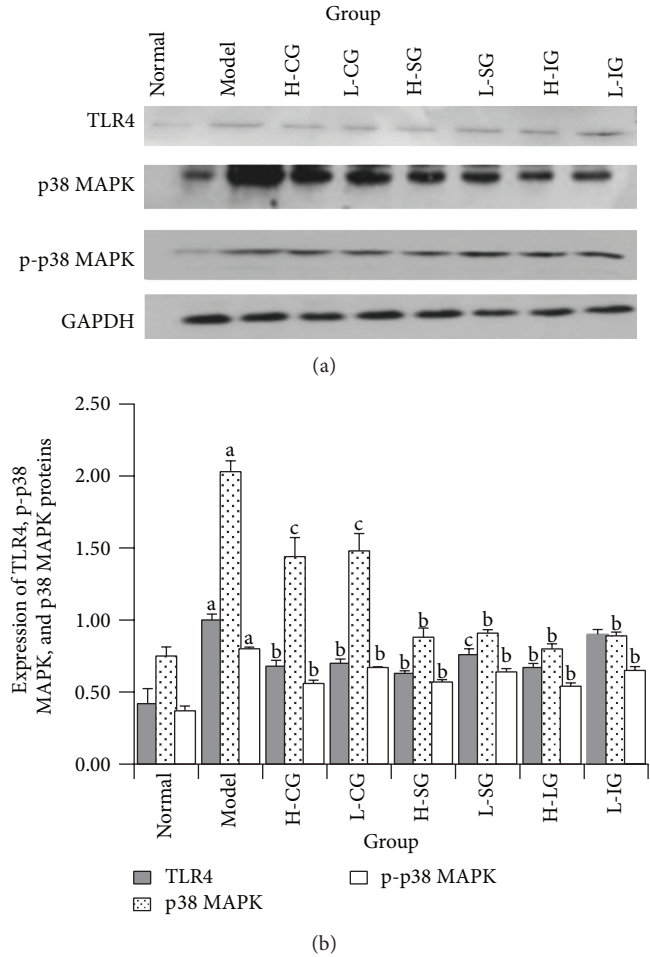 Group
Normal
Model
H-CG
L-CG
H-SG
L-SG
H-IG
L-IG
TLR4
p38 MAPK
p-p38 MAPK
GAPDH
(a)
Expression of TLR4, p-p38
MAPK, and p38 MAPK proteins
2.50
2.00
1.50
1.00
0.50
0.00
a
a
a
b
c
b
b
c
b
b
b
b
c
b
b
b
b
b
b
b
Normal
Model
H-CG
L-CG
H-SG
L-SG
H-LG
L-IG
Group
TLR4
p38 MAPK
p-p38 MAPK
(b)